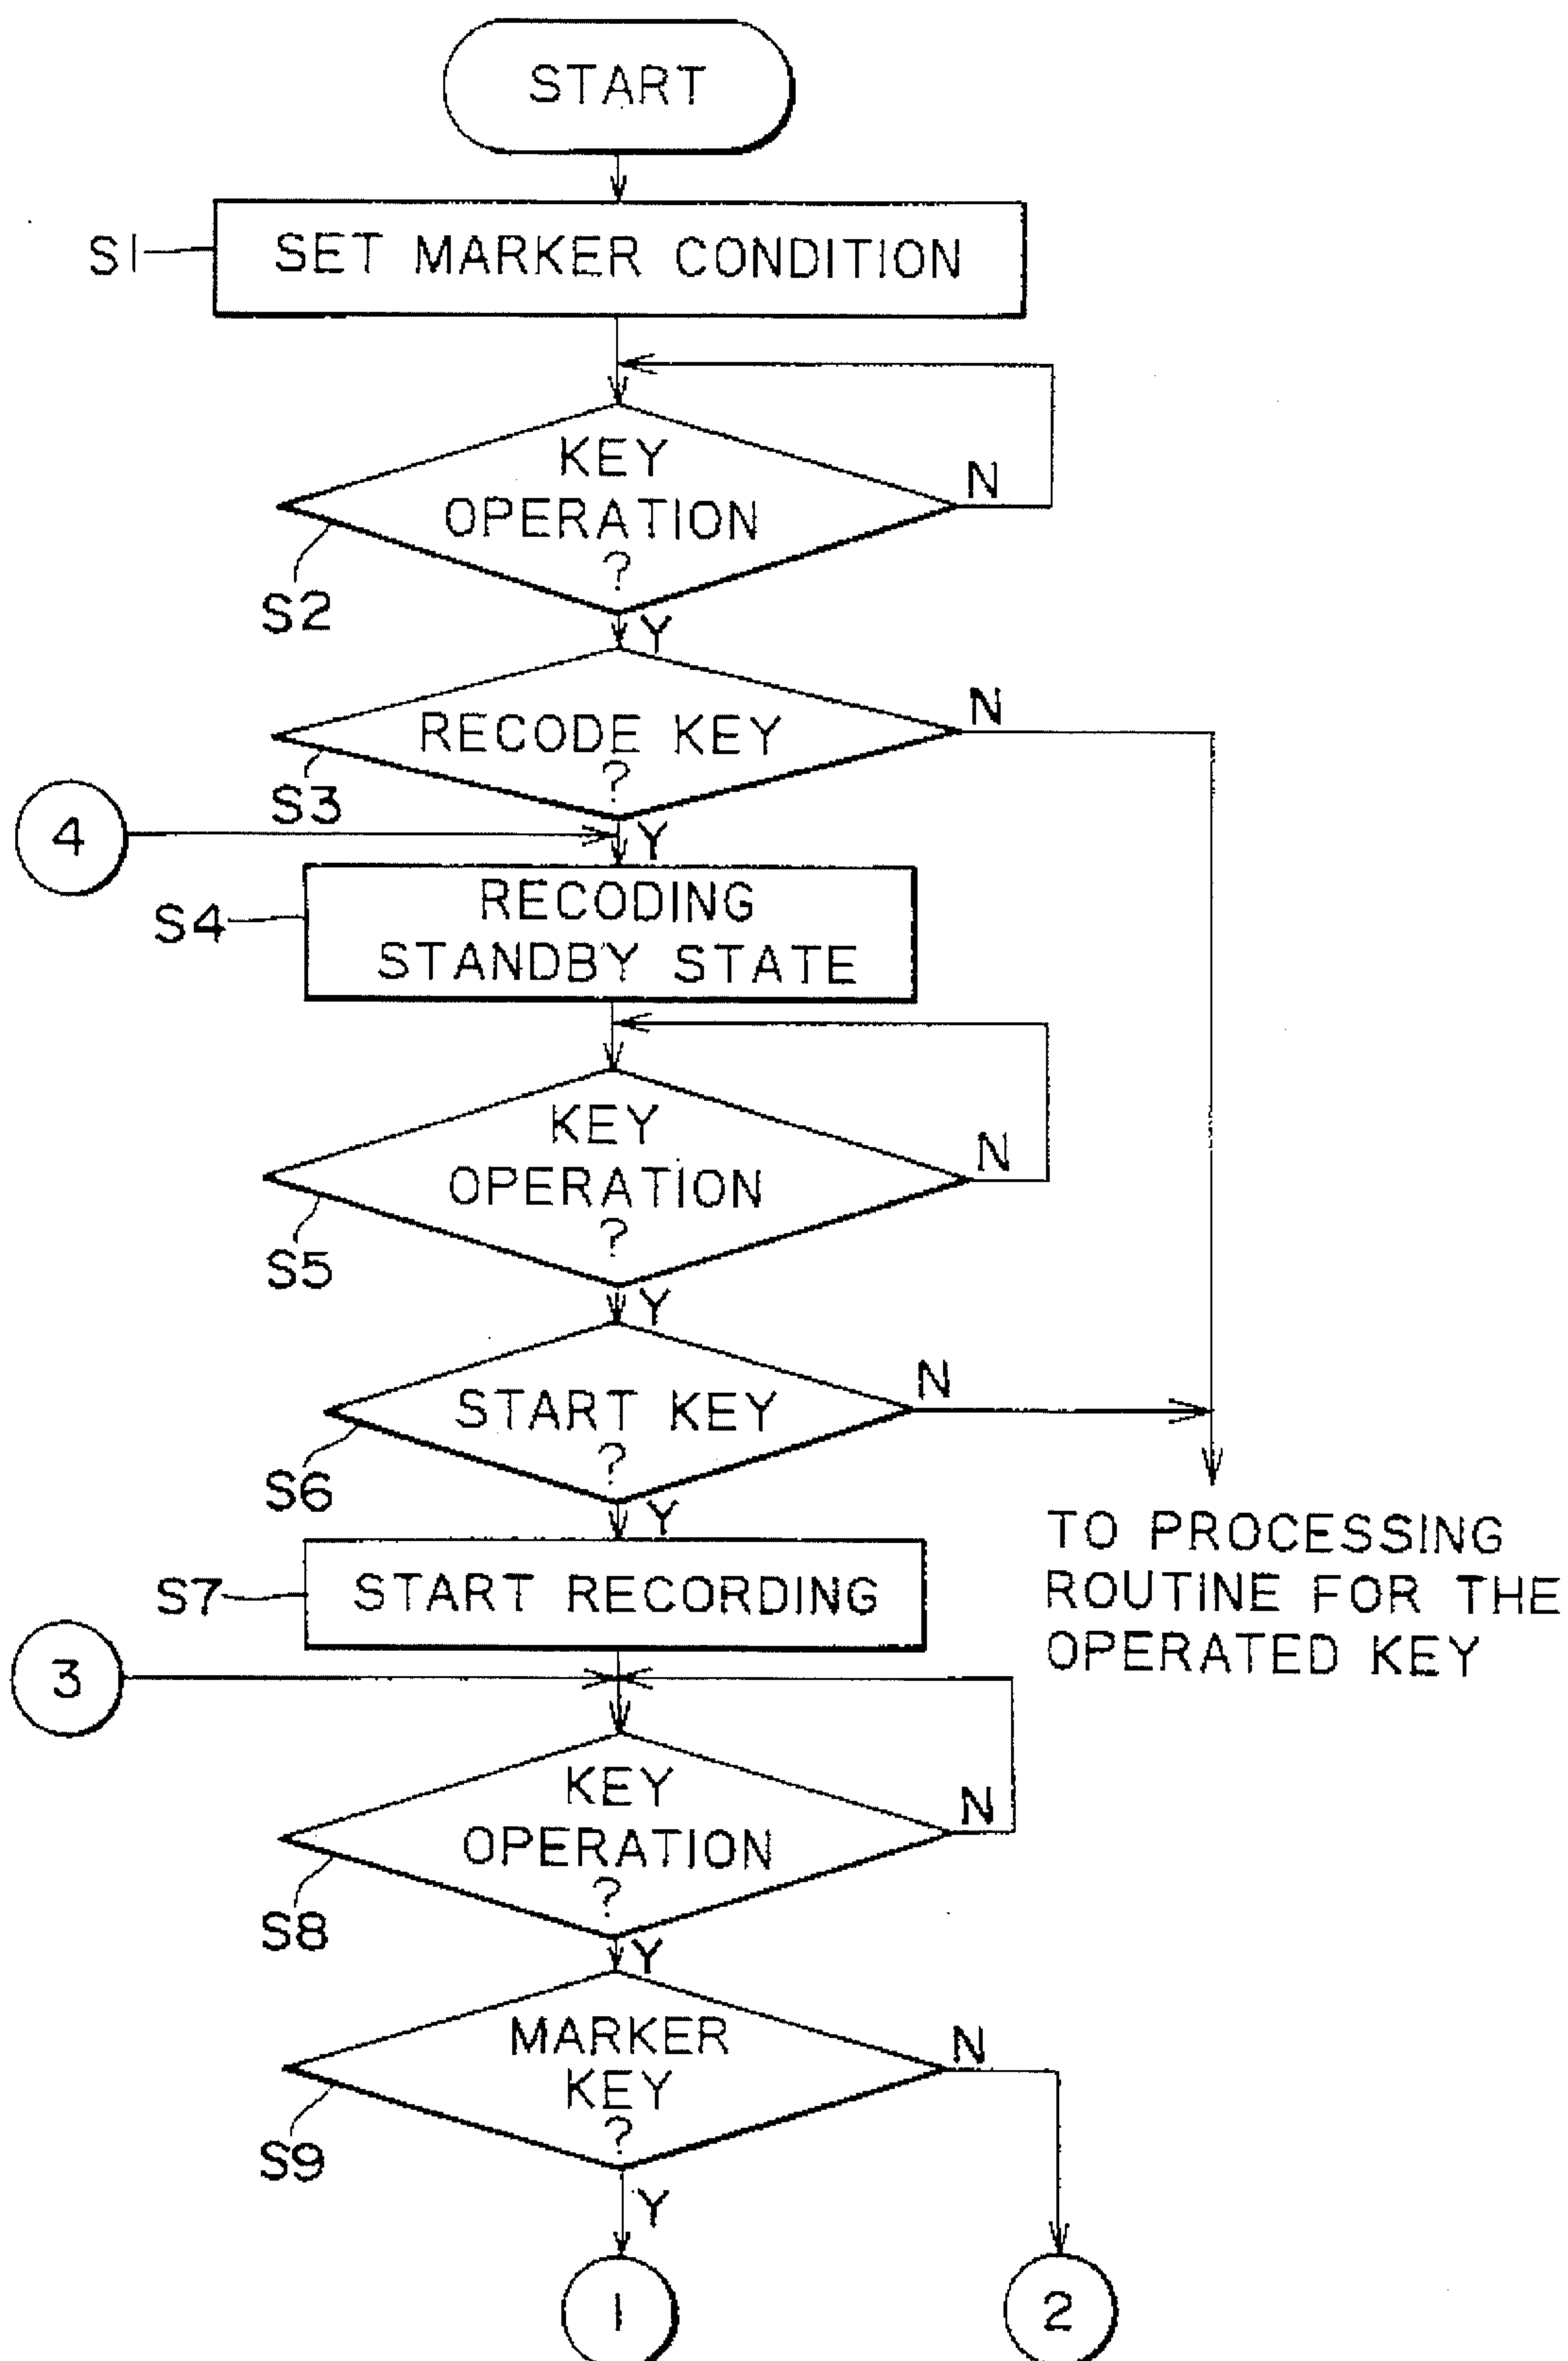 START
S1
SET MARKER CONDITION
KEY
OPERATION
?
N
S2
Y
RECODE KEY
?
N
S3
4
Y
S4
RECODING
STANDBY STATE
KEY
OPERATION
?
N
S5
Y
START KEY
?
N
S6
Y
TO PROCESSING
ROUTINE FOR THE
OPERATED KEY
S7
START RECORDING
3
KEY
OPERATION
?
N
S8
Y
MARKER
KEY
?
N
S9
Y
1
2